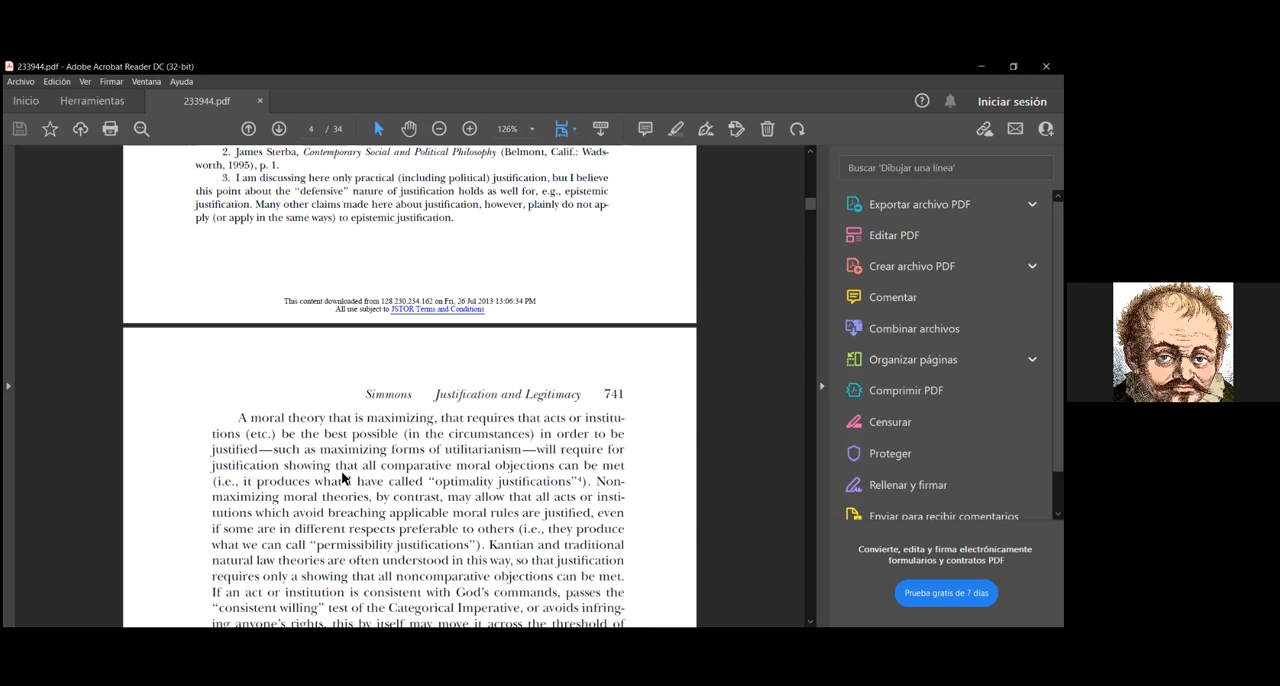 233944.pdf - Adobe Acrobat Reader DC (32-bit)
Archivo Edición Ver Firmar Ventana Ayuda
Inicio Herramientas 233944.pdf × Iniciar sesión
4 / 34 126%
2. James Sterba, Contemporary Social and Political Philosophy (Belmont, Calif.: Wads-
worth, 1995), p. 1.
3. I am discussing here only practical (including political) justification, but I believe
this point about the “defensive” nature of justification holds as well for, e.g., epistemic
justification. Many other claims made here about justification, however, plainly do not ap-
ply (or apply in the same ways) to epistemic justification.
This content downloaded from 128.230.234.162 on Fri, 26 Jul 2013 13:06:34 PM
All use subject to JSTOR Terms and Conditions
Simmons Justification and Legitimacy 741
A moral theory that is maximizing, that requires that acts or institu-
tions (etc.) be the best possible (in the circumstances) in order to be
justified—such as maximizing forms of utilitarianism—will require for
justification showing that all comparative moral objections can be met
(i.e., it produces what I have called “optimality justifications”⁴). Non-
maximizing moral theories, by contrast, may allow that all acts or insti-
tutions which avoid breaching applicable moral rules are justified, even
if some are in different respects preferable to others (i.e., they produce
what we can call “permissibility justifications”). Kantian and traditional
natural law theories are often understood in this way, so that justification
requires only a showing that all noncomparative objections can be met.
If an act or institution is consistent with God’s commands, passes the
“consistent willing” test of the Categorical Imperative, or avoids infring-
ing anyone’s rights, this by itself may move it across the threshold of
Buscar 'Dibujar una línea'
Exportar archivo PDF
Editar PDF
Crear archivo PDF
Comentar
Combinar archivos
Organizar páginas
Comprimir PDF
Censurar
Proteger
Rellenar y firmar
Enviar para recibir comentarios
Convierte, edita y firma electrónicamente
formularios y contratos PDF
Prueba gratis de 7 días